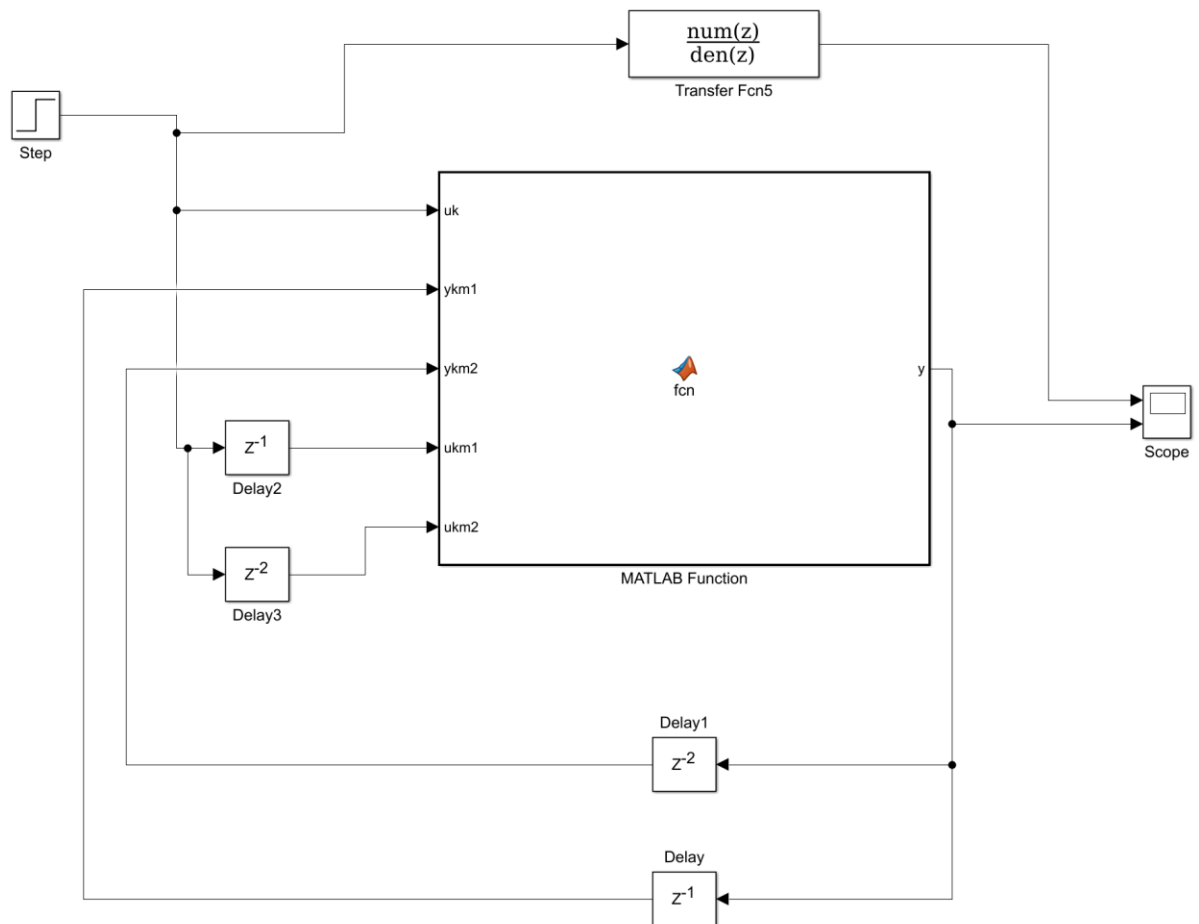 num(z)
den(z)
Transfer Fcn5
Step
uk
ykm1
ykm2
ukm1
ukm2
fcn
y
MATLAB Function
Scope
z-1
Delay2
z-2
Delay3
Delay1
z-2
Delay
z-1